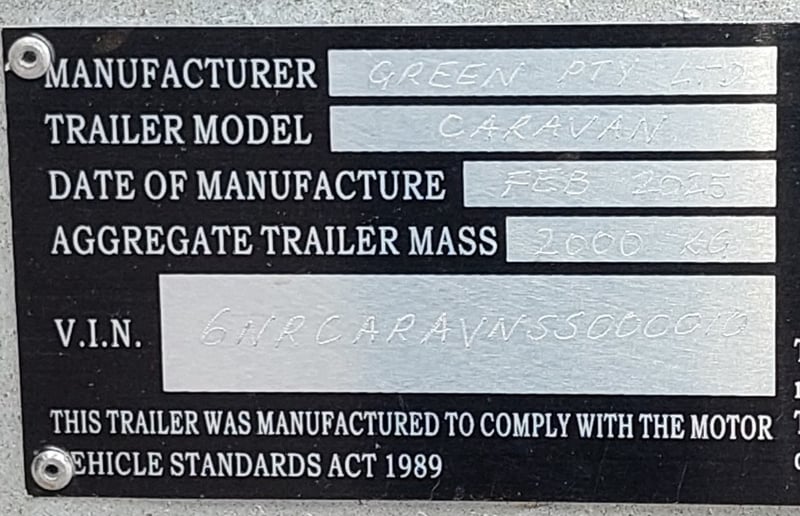 MANUFACTURER GREEN PTY LTD
TRAILER MODEL CARAVAN
DATE OF MANUFACTURE FEB 2025
AGGREGATE TRAILER MASS 2000 KG
V.I.N. 6NRCARAVNSS000010
THIS TRAILER WAS MANUFACTURED TO COMPLY WITH THE MOTOR
VEHICLE STANDARDS ACT 1989